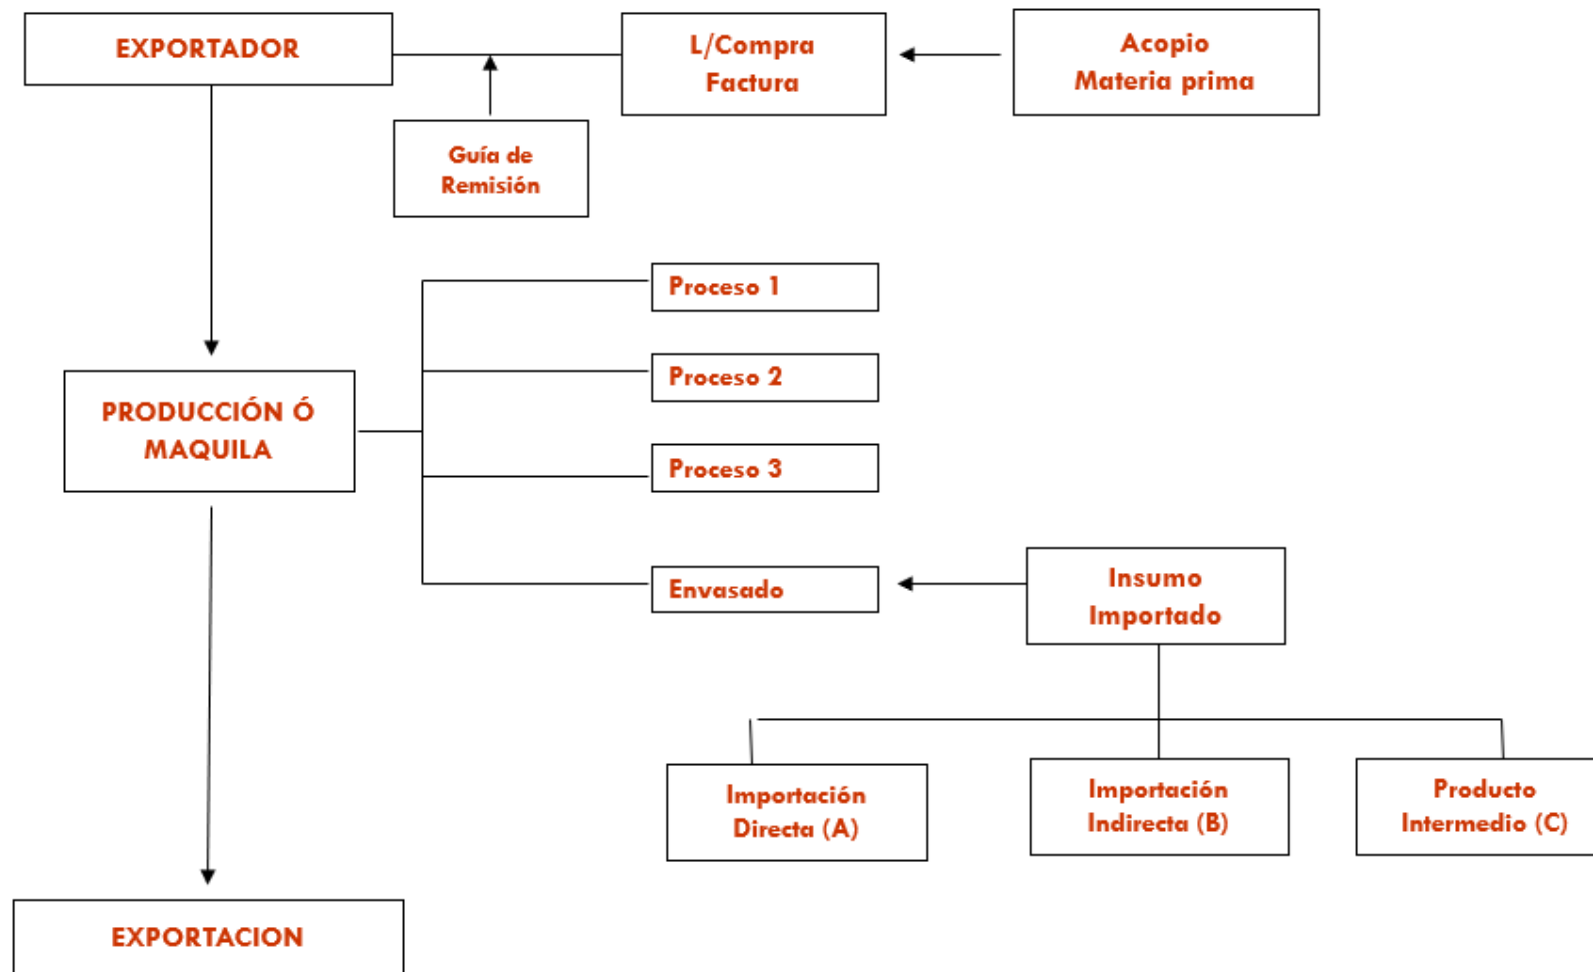 EXPORTADOR
L/Compra
Factura
Acopio
Materia prima
Guía de
Remisión
Proceso 1
Proceso 2
PRODUCCIÓN Ó
MAQUILA
Proceso 3
Envasado
Insumo
Importado
Importación
Directa (A)
Importación
Indirecta (B)
Producto
Intermedio (C)
EXPORTACION